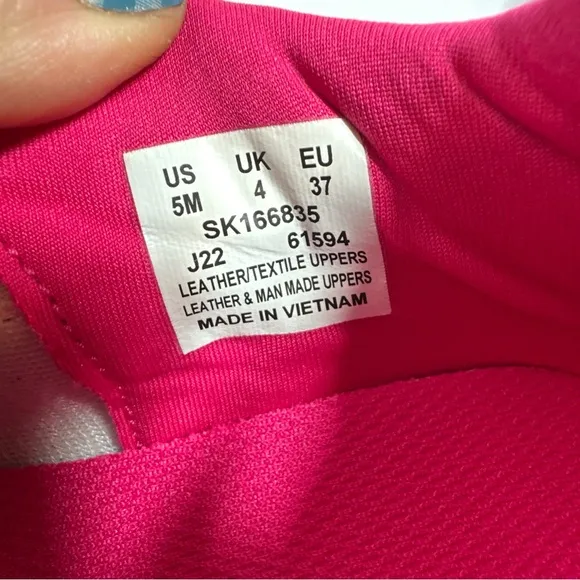 US UK EU
5M 4 37
SK166835
J22 61594
LEATHER/TEXTILE UPPERS
LEATHER & MAN MADE UPPERS
MADE IN VIETNAM